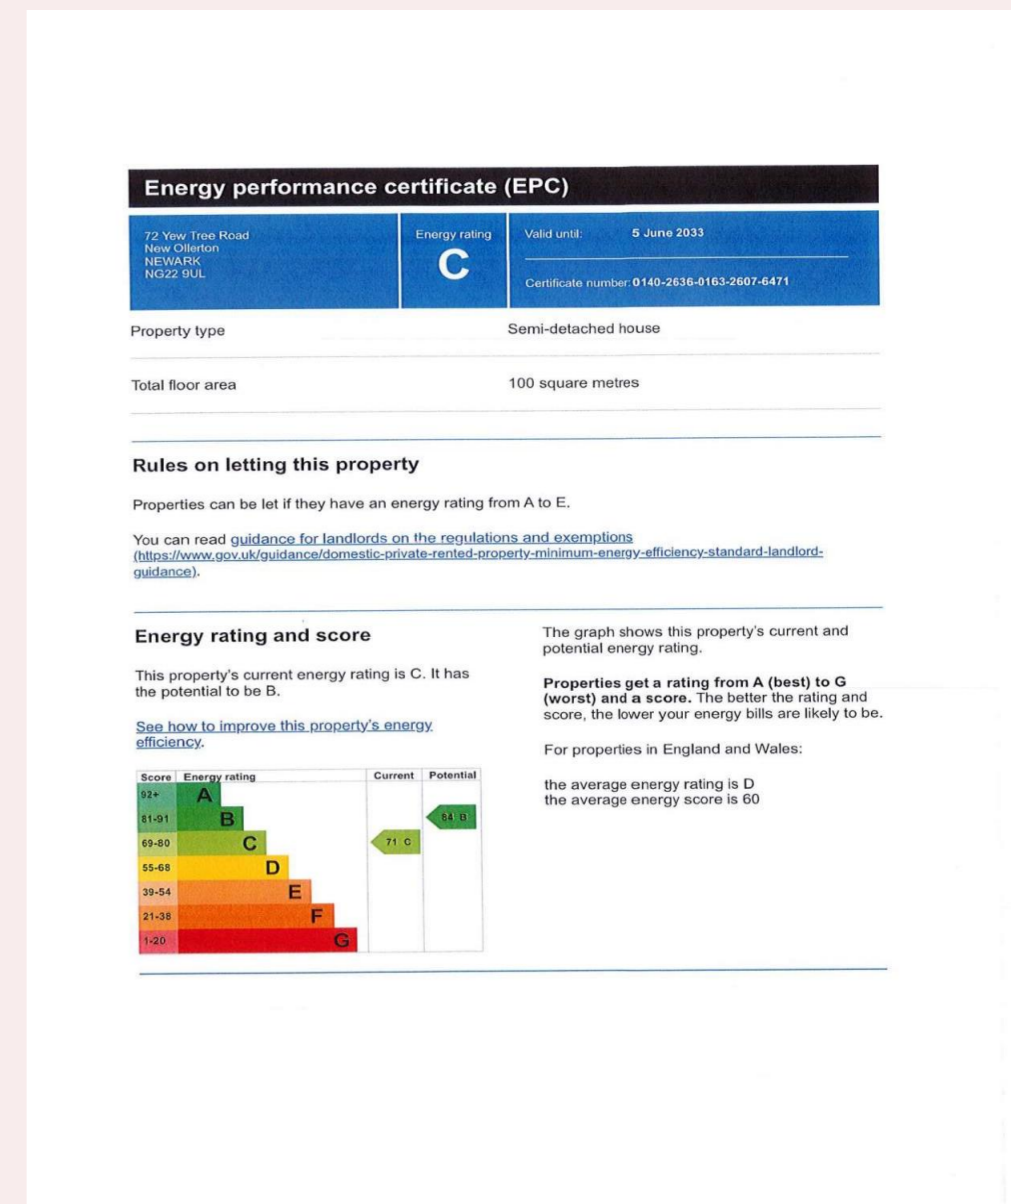 Energy performance certificate (EPC)
72 Yew Tree Road
New Ollerton
NEWARK
NG22 9UL
Energy rating
C
Valid until: 5 June 2033
Certificate number: 0140-2636-0163-2607-6471
Property type Semi-detached house
Total floor area 100 square metres
Rules on letting this property
Properties can be let if they have an energy rating from A to E.
You can read guidance for landlords on the regulations and exemptions
(https://www.gov.uk/guidance/domestic-private-rented-property-minimum-energy-efficiency-standard-landlord-
guidance).
Energy rating and score
This property's current energy rating is C. It has
the potential to be B.
See how to improve this property's energy
efficiency.
Score Energy rating Current Potential
92+ A
81-91 B 84 B
69-80 C 71 C
55-68 D
39-54 E
21-38 F
1-20 G
The graph shows this property's current and
potential energy rating.
Properties get a rating from A (best) to G
(worst) and a score. The better the rating and
score, the lower your energy bills are likely to be.
For properties in England and Wales:
the average energy rating is D
the average energy score is 60